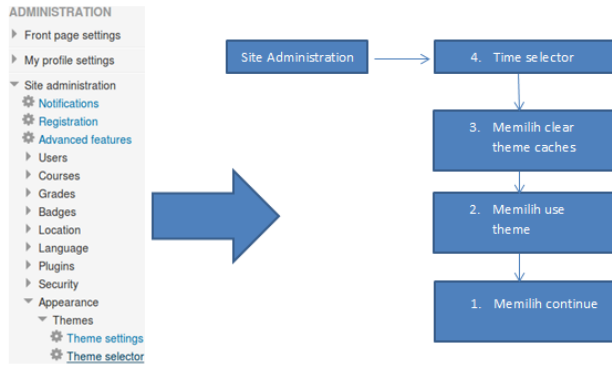 ADMINISTRATION
Front page settings
My profile settings
Site administration
Notifications
Registration
Advanced features
Users
Courses
Grades
Badges
Location
Language
Plugins
Security
Appearance
Themes
Theme settings
Theme selector
Site Administration
4. Time selector
3. Memilih clear
theme caches
2. Memilih use
theme
1. Memilih continue